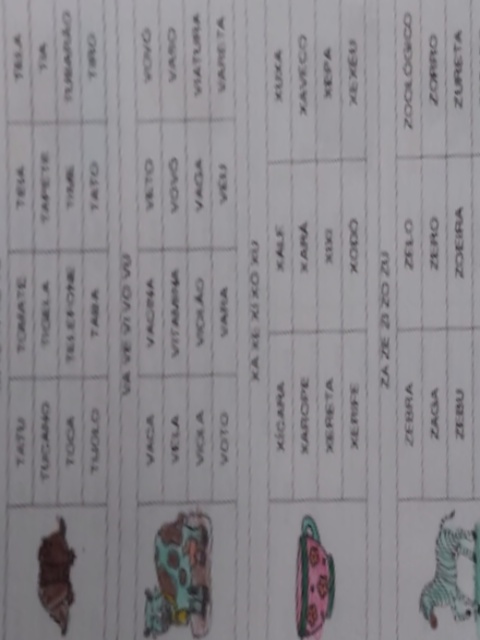 TATU TOMATE TEIA TELA
TUCANO TIGELA TAPETE TIA
TOCA TELEFONE TIME TUBARÃO
TIJOLO TABA TATO TIRO
VA VE VI VO VU
VACA VACINA VETO VOVÓ
VELA VITAMINA VOVÔ VASO
VIOLA VIOLÃO VAGA VIATURA
VOTO VARA VÉU VARETA
XA XE XI XO XU
XÍCARA XALE XUXA
XAROPE XARÁ XAVECO
XERETA XIXI XEPA
XERIFE XODÓ XEXÉU
ZA ZE ZI ZO ZU
ZEBRA ZELO ZOOLÓGICO
ZAGA ZERO ZORRO
ZEBU ZOEIRA ZURETA